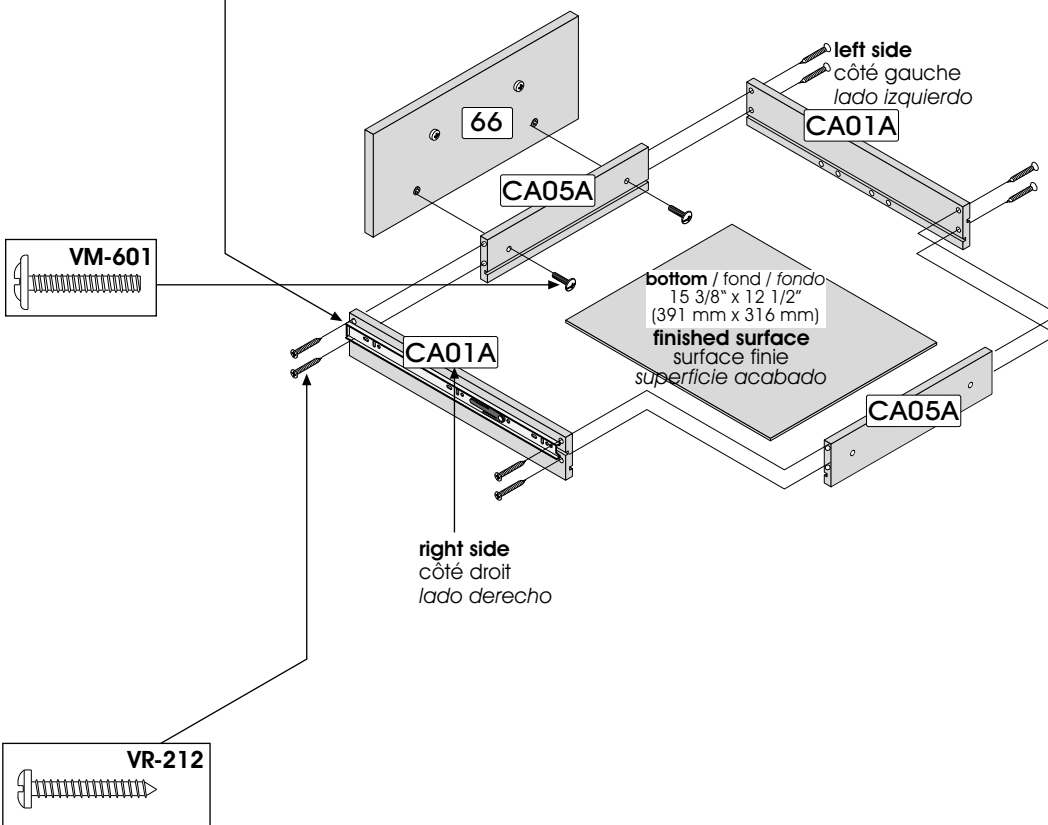 left side
côté gauche
lado izquierdo
CA01A
66
CA05A
VM-601
bottom / fond / fondo
15 3/8“ x 12 1/2”
(391 mm x 316 mm)
finished surface
surface finie
superficie acabado
CA01A
CA05A
right side
côté droit
lado derecho
VR-212